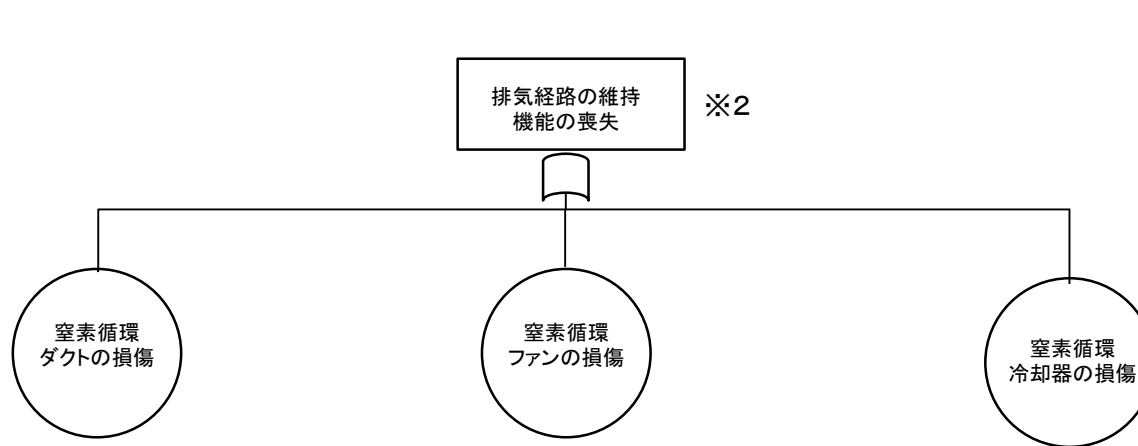 排気経路の維持
機能の喪失
※2
窒素循環
ダクトの損傷
窒素循環
ファンの損傷
窒素循環
冷却器の損傷